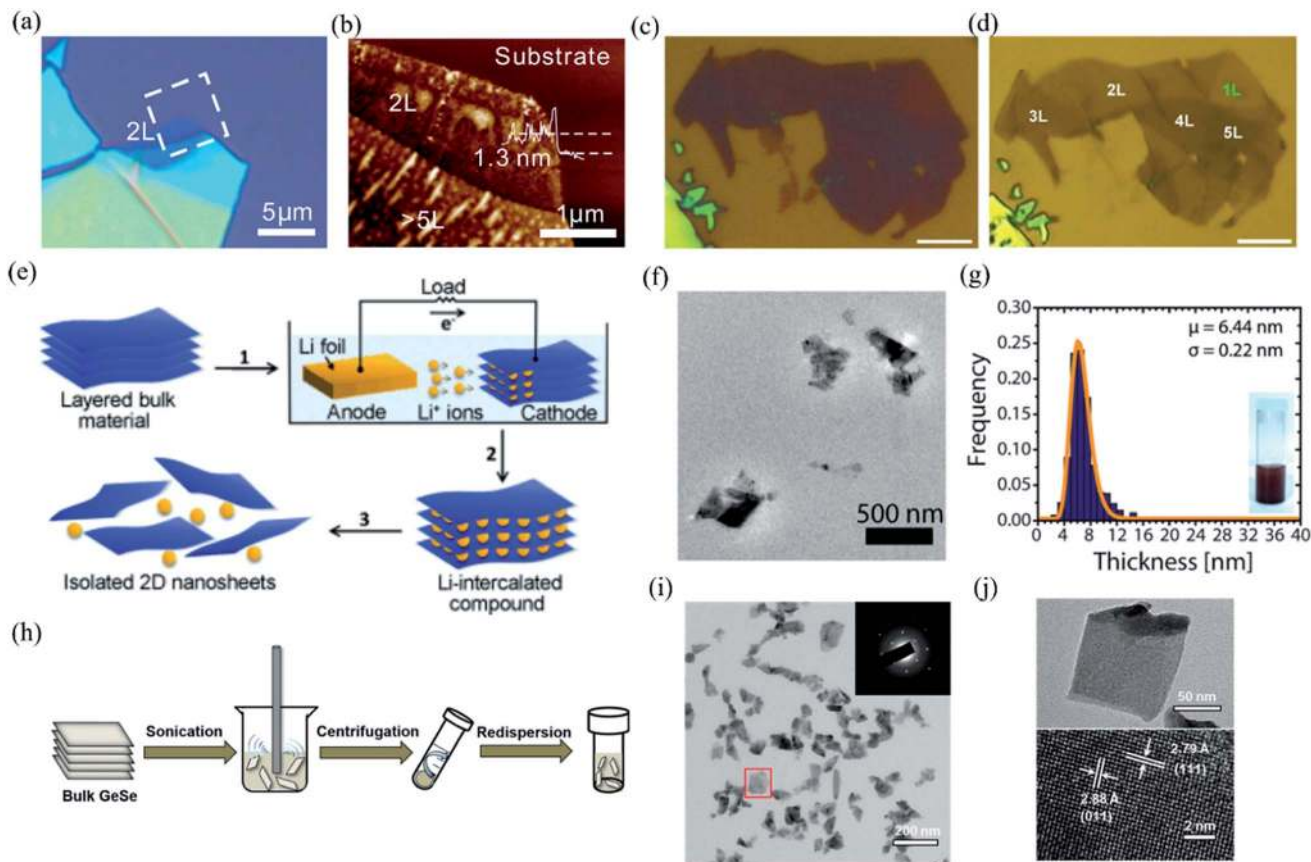 (a)
2L
5μm
(b)
Substrate
2L
1.3 nm
>5L
1μm
(c)
(d)
1L
2L
3L
4L
5L
(e)
Load
e⁻
Li foil
1
Layered bulk
material
Anode
Li⁺ ions
Cathode
2
3
Isolated 2D nanosheets
Li-intercalated
compound
(f)
500 nm
(g)
0.30
0.25
0.20
0.15
0.10
0.05
0.00
Frequency
μ = 6.44 nm
σ = 0.22 nm
0 4 8 12 16 20 24 28 32 36 40
Thickness [nm]
(h)
Sonication
Centrifugation
Redispersion
Bulk GeSe
(i)
200 nm
(j)
50 nm
2.79 Å
(111)
2.88 Å
(011)
2 nm